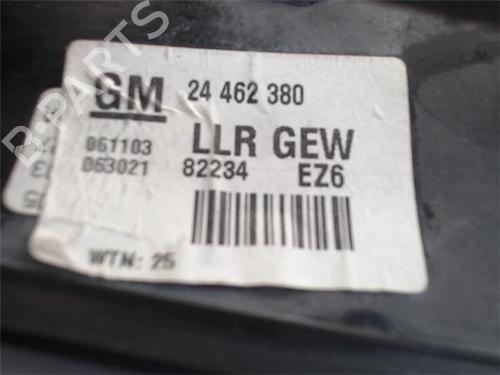 GM 24 462 380
061103 LLR GEW
063021 82234 EZ6
WTN: 25
B-PARTS